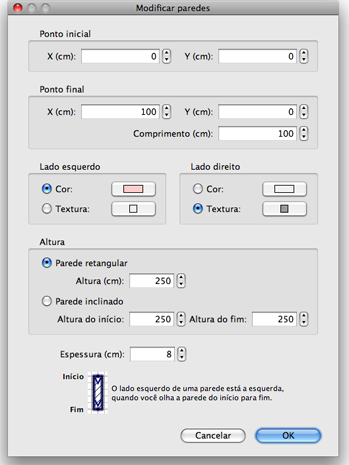 Modificar paredes
Ponto inicial
X (cm): 0 Y (cm): 0
Ponto final
X (cm): 100 Y (cm): 0
Comprimento (cm): 100
Lado esquerdo Lado direito
Cor: Cor:
Textura: Textura:
Altura
Parede retangular
Altura (cm): 250
Parede inclinado
Altura do início: 250 Altura do fim: 250
Espessura (cm): 8
Início
O lado esquerdo de uma parede está a esquerda,
quando você olha a parede do início para fim.
Fim
Cancelar OK